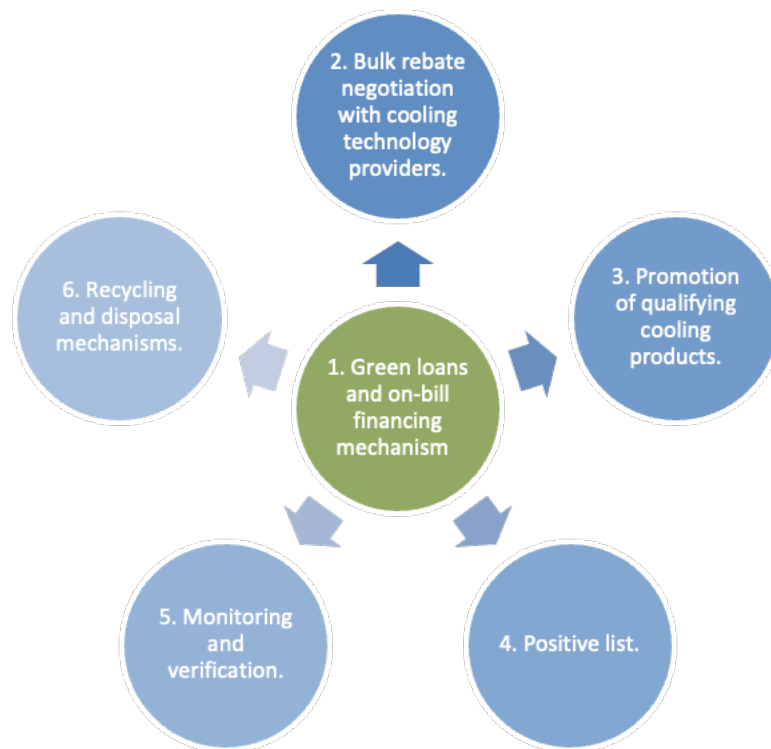 2. Bulk rebate
negotiation
with cooling
technology
providers.
3. Promotion
of qualifying
cooling
products.
6. Recycling
and disposal
mechanisms.
1. Green loans
and on-bill
financing
mechanism
5. Monitoring
and
verification.
4. Positive list.